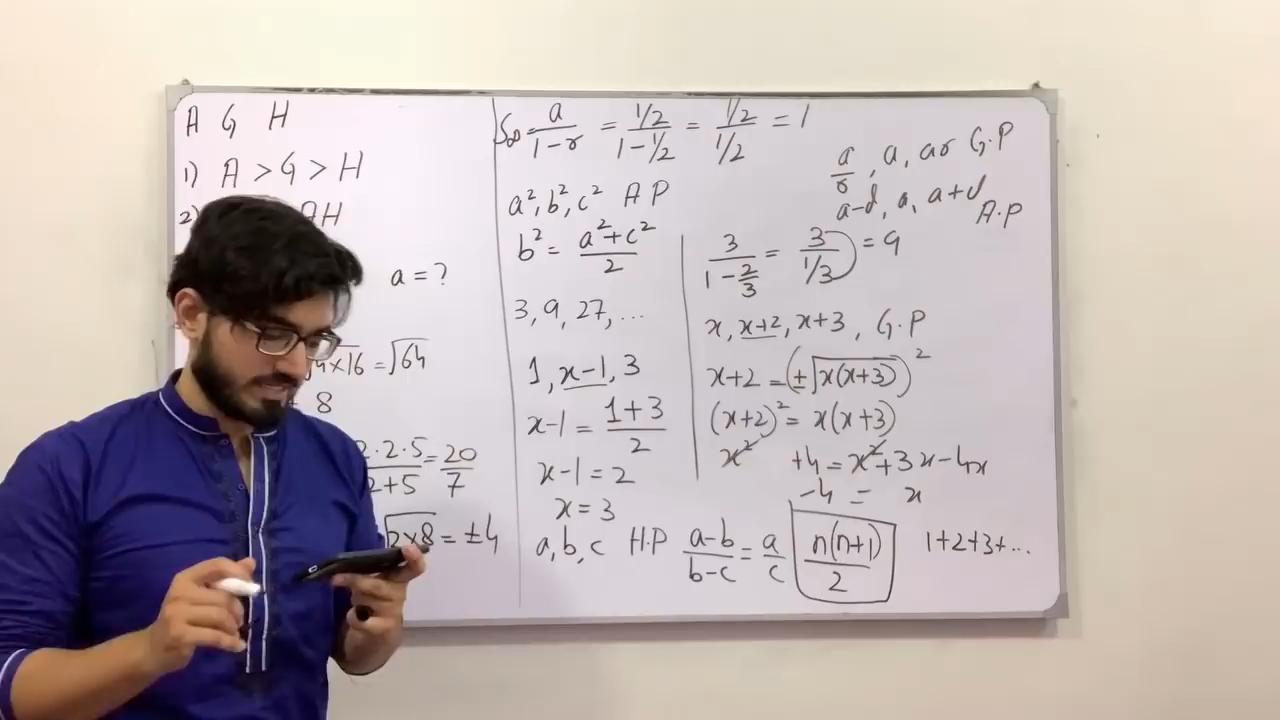 A G H
1) A > G > H
2) AH
a = ?
√4×16 = √64
8
2·2·5/2+5 = 20/7
√2×8 = ±4
S∞ = a/1-r = 1/2/1-1/2 = 1/2/1/2 = 1
a², b², c² A P
b² = a²+c²/2
3, 9, 27, ...
1, x-1, 3
x-1 = 1+3/2
x-1 = 2
x = 3
a, b, c H.P a-b/b-c = a/c
a/r, a, ar G.P
a-d, a, a+d A.P
3/1-2/3 = 3/1/3 = 9
x, x+2, x+3, G.P
x+2 = (±√x(x+3))²
(x+2)² = x(x+3)
x² +4 = x²+3x-4x
-4 = x
n(n+1)/2
1+2+3+...